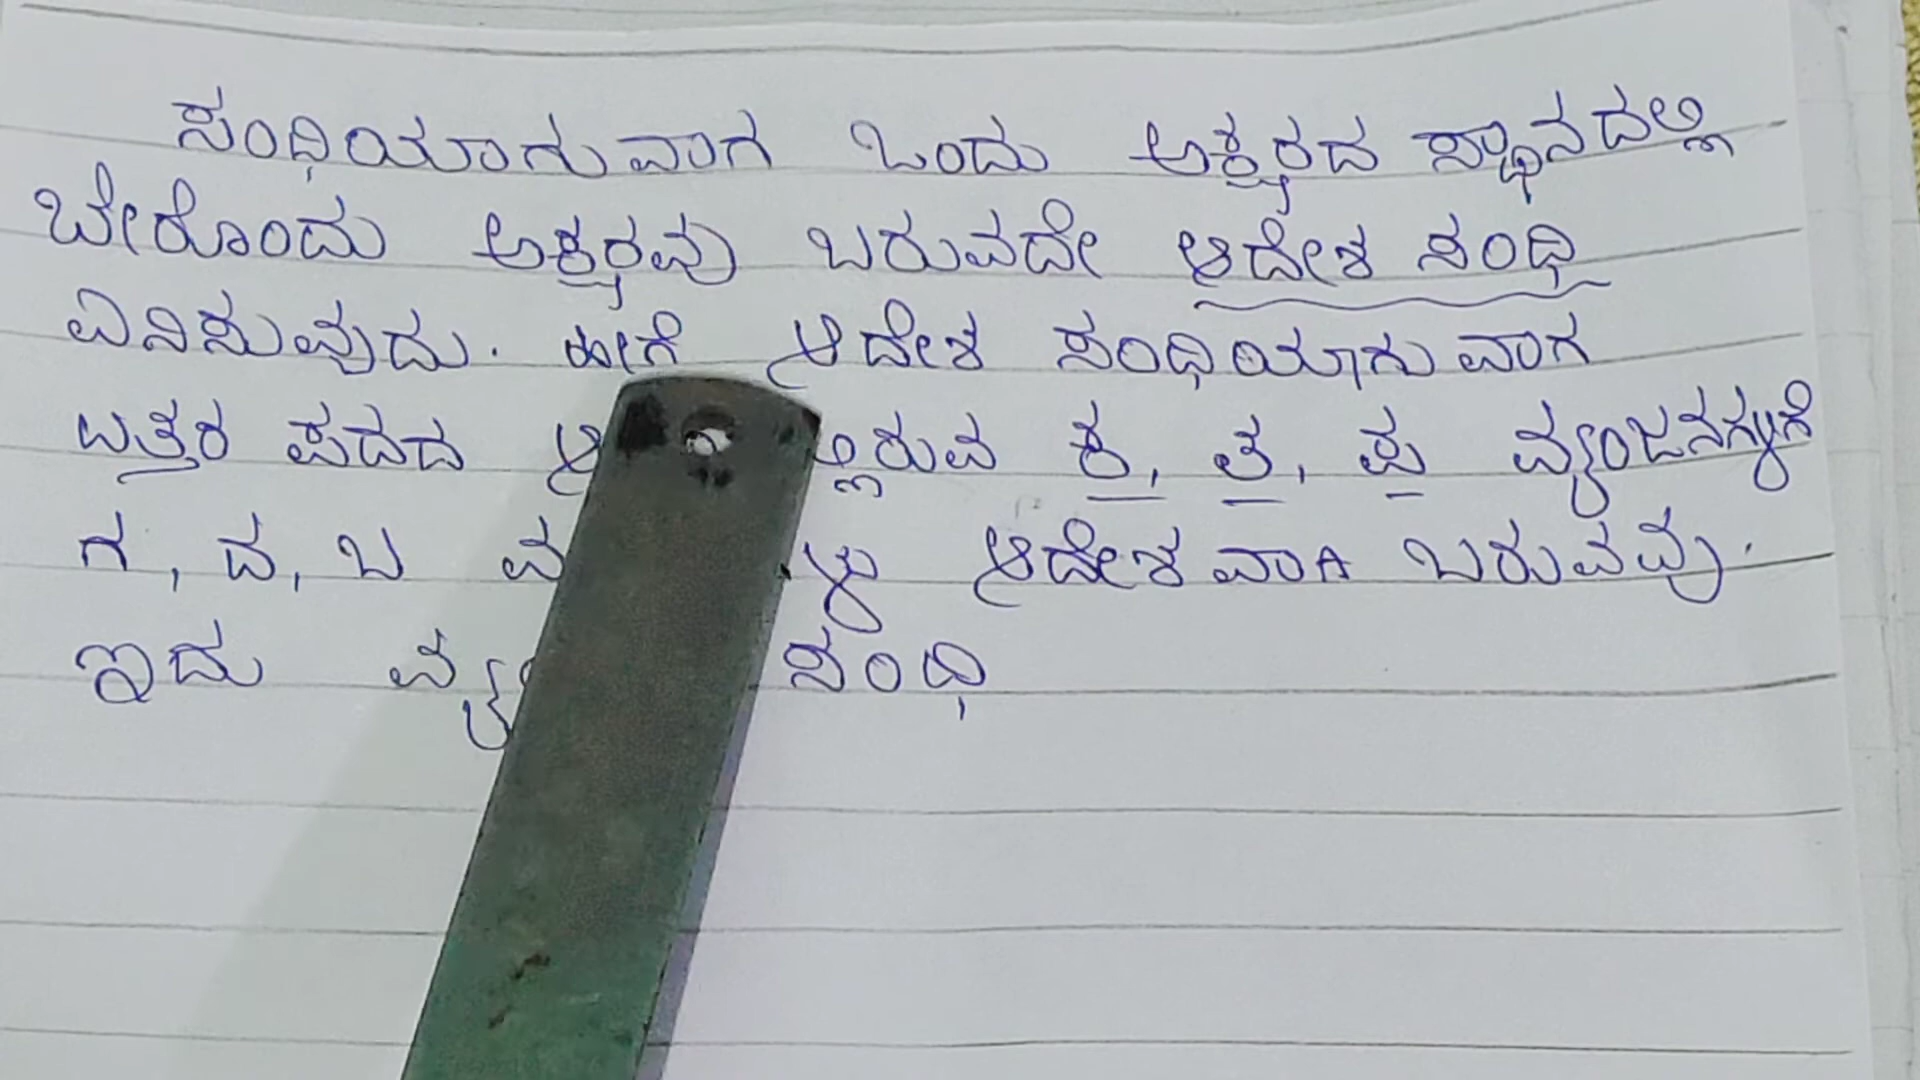 ಸಂಧಿಯಾಗುವಾಗ ಒಂದು ಅಕ್ಷರದ ಸ್ಥಾನದಲ್ಲಿ
ಬೇರೊಂದು ಅಕ್ಷರವು ಬರುವದೇ ಆದೇಶ ಸಂಧಿ
ಎನಿಸುವುದು. ಹೀಗೆ ಆದೇಶ ಸಂಧಿಯಾಗುವಾಗ
ಉತ್ತರ ಪದದ ಕ, ತ, ಪ ವ್ಯಂಜನಗಳಿಗೆ
ಗ, ದ, ಬ ಆದೇಶವಾಗಿ ಬರುವವು.
ಇದು ಸಂಧಿ